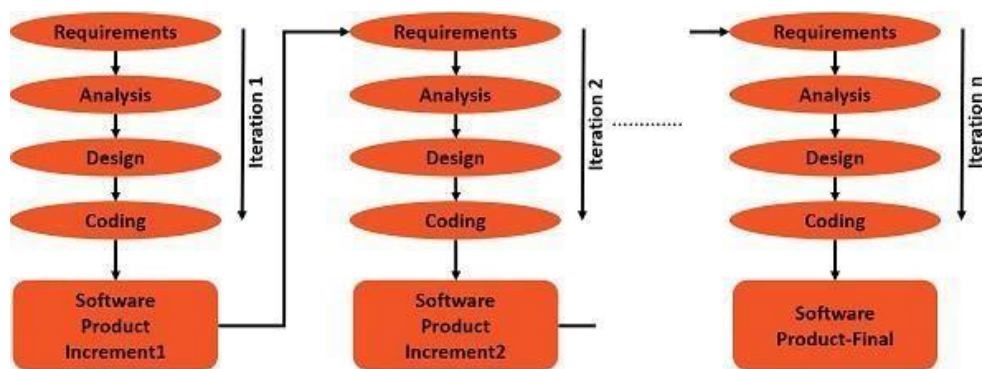 Requirements
Analysis
Design
Coding
Software
Product
Increment1
Iteration 1
Requirements
Analysis
Design
Coding
Software
Product
Increment2
Iteration 2
Requirements
Analysis
Design
Coding
Software
Product-Final
Iteration n